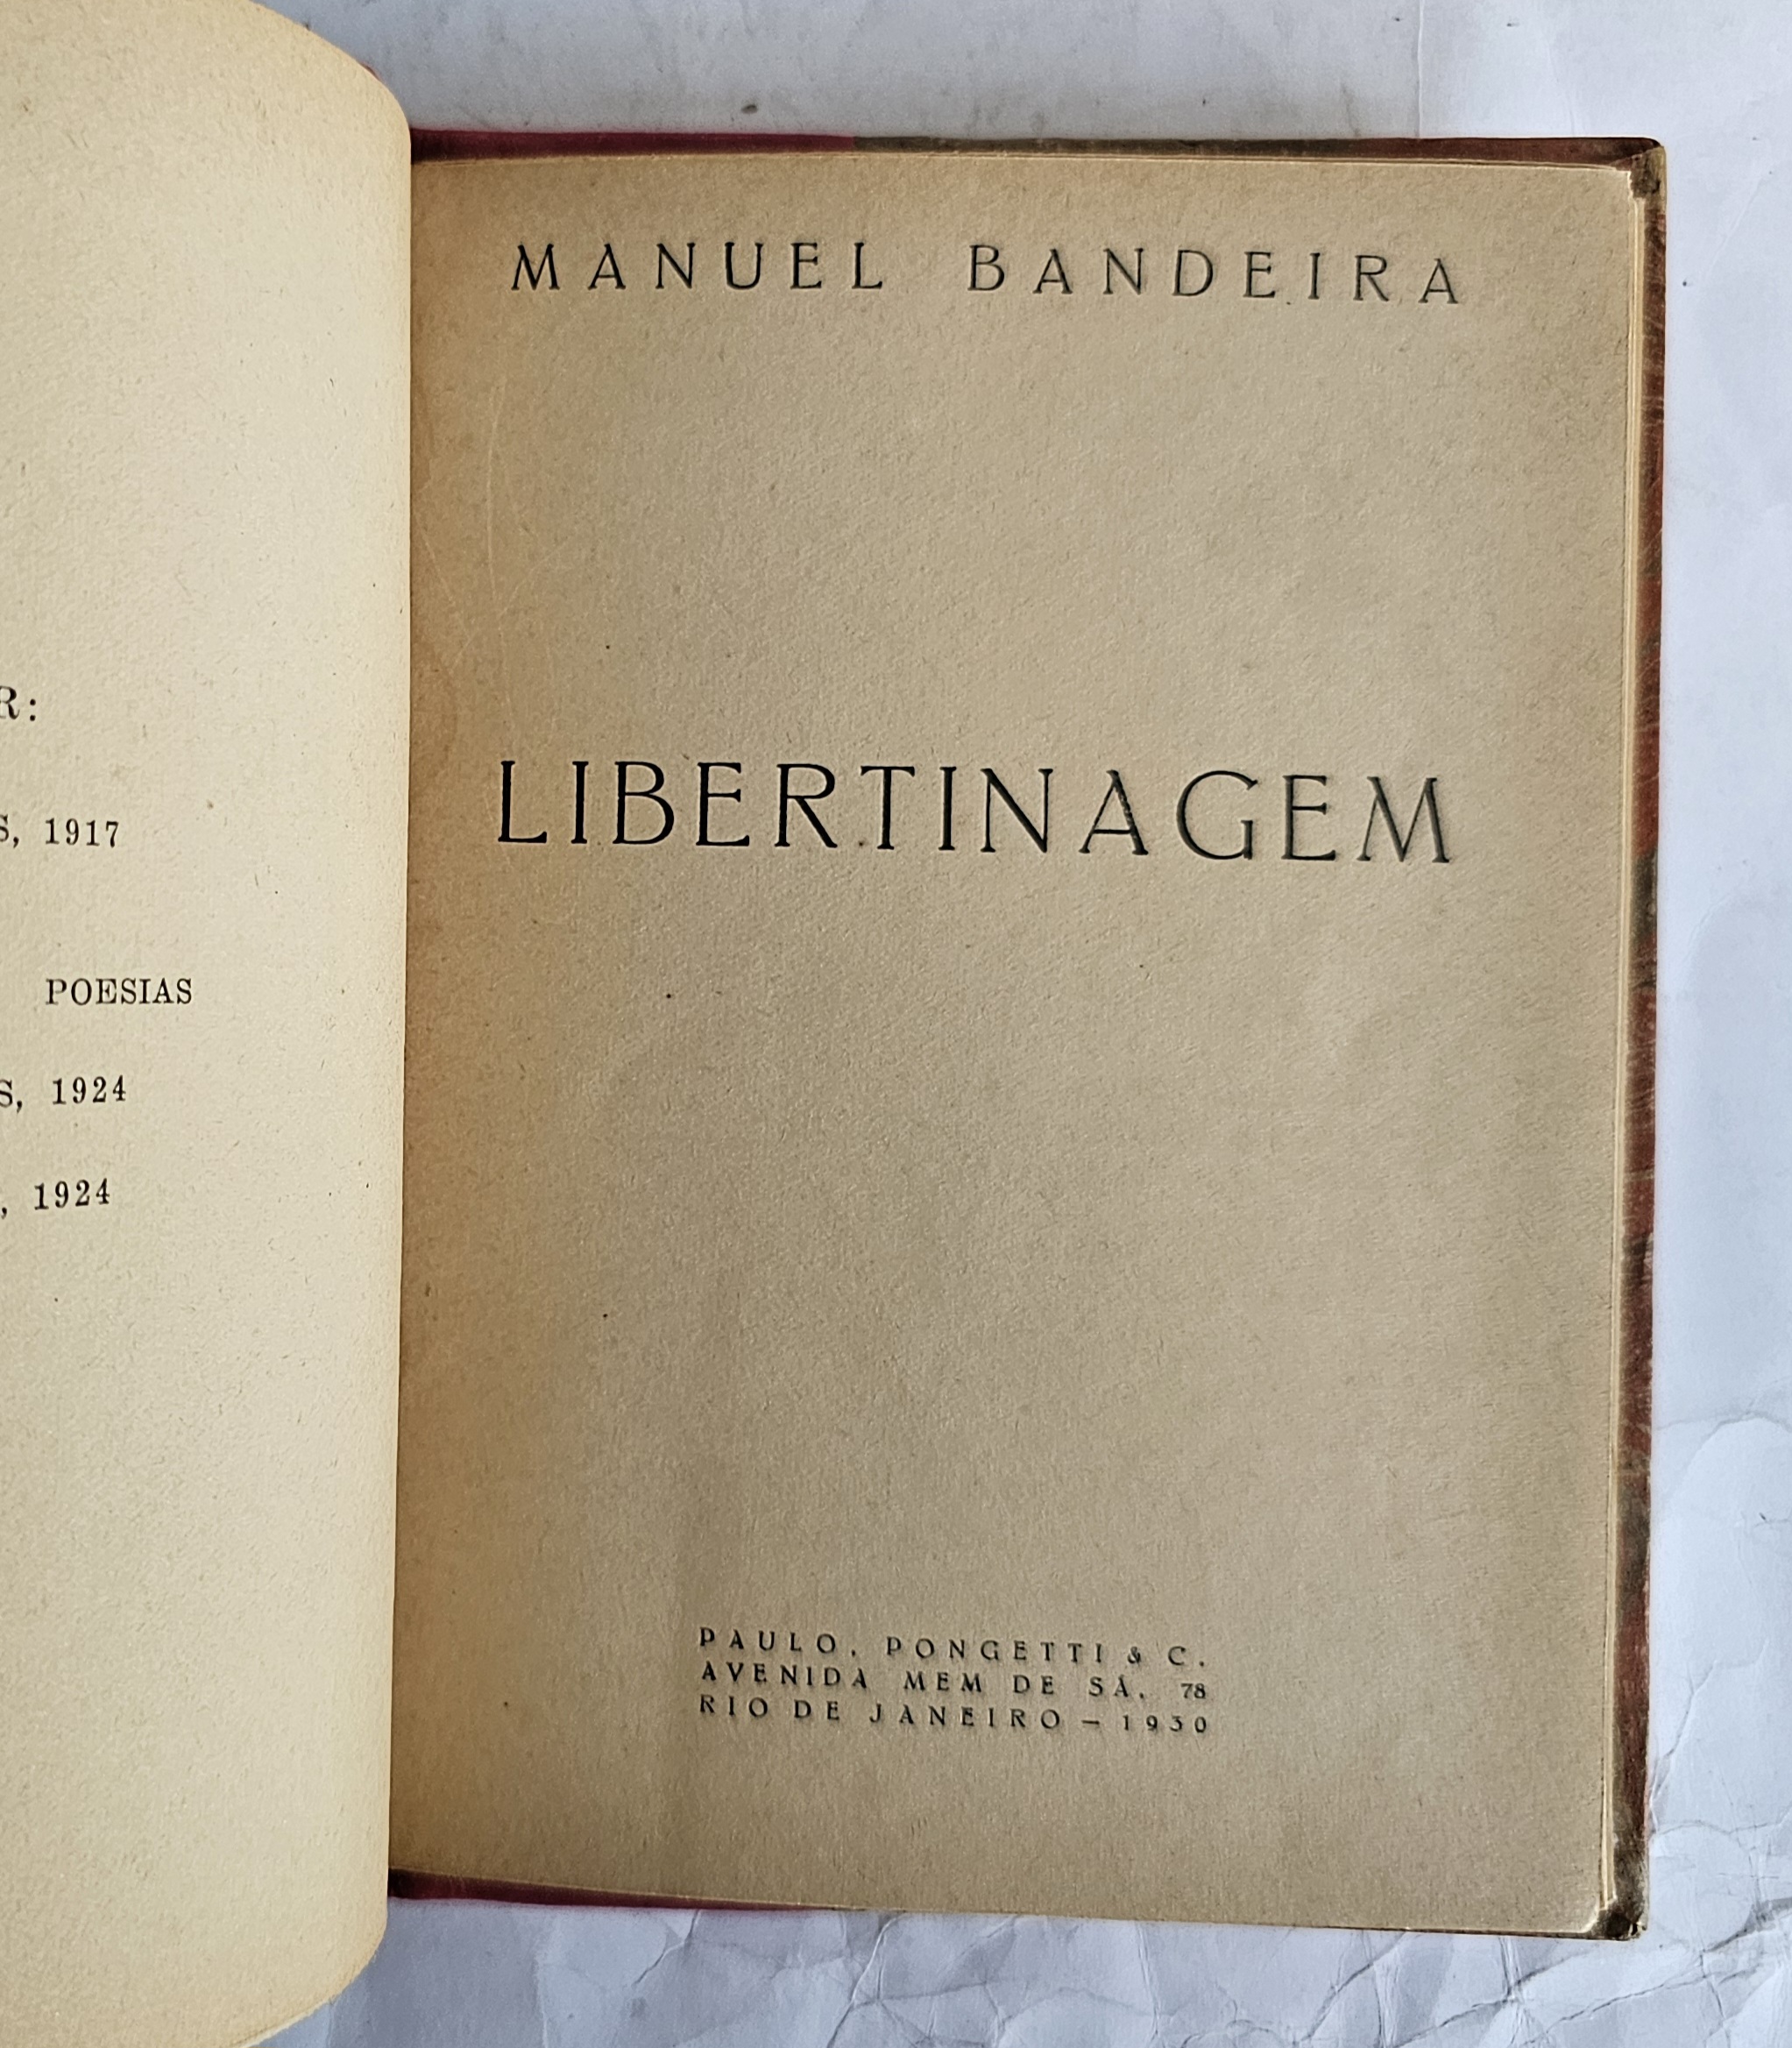 R:
S, 1917
POESIAS
S, 1924
, 1924
MANUEL BANDEIRA
LIBERTINAGEM
PAULO, PONGETTI & C.
AVENIDA MEM DE SÁ, 78
RIO DE JANEIRO — 1930